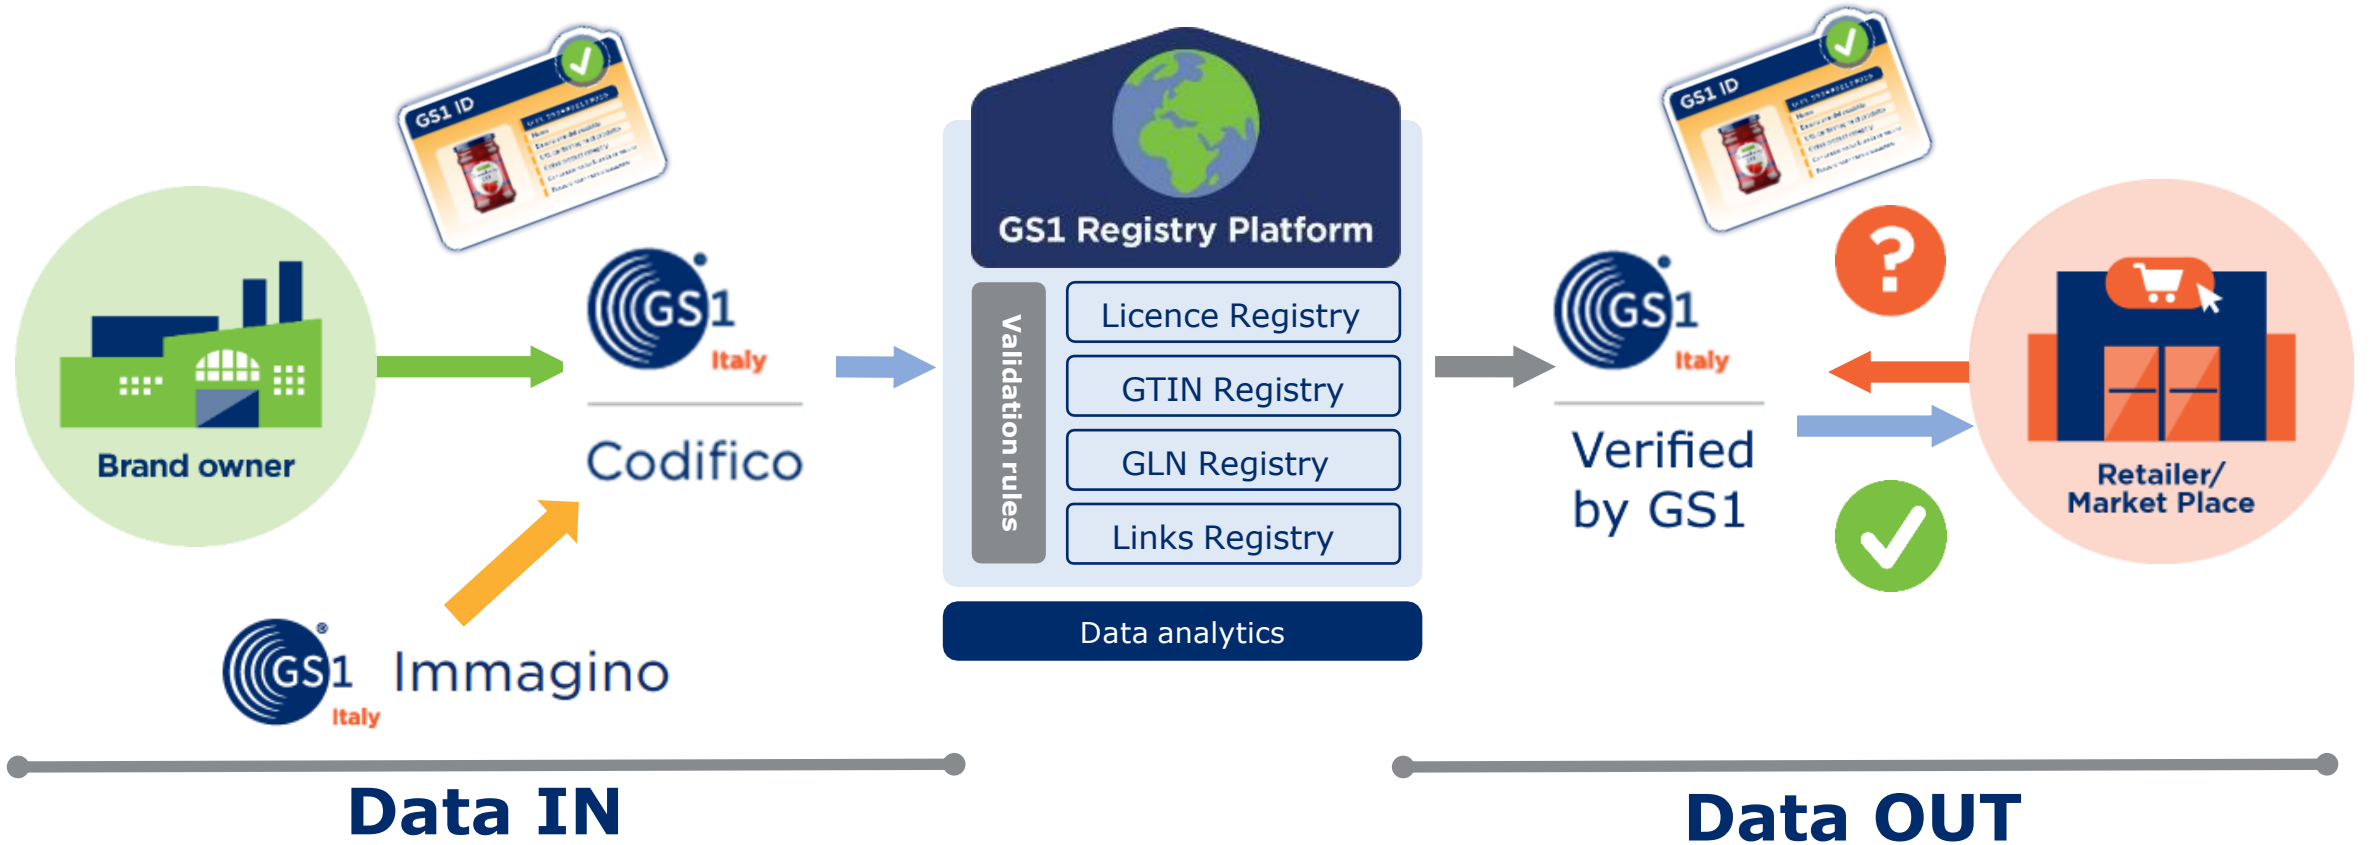 GS1 ID
GS1
Italy
Codifico
Brand owner
GS1
Italy
Immagino
Data IN
GS1 Registry Platform
Validation rules
Licence Registry
GTIN Registry
GLN Registry
Links Registry
Data analytics
GS1 ID
GS1
Italy
Verified
by GS1
Retailer/
Market Place
Data OUT